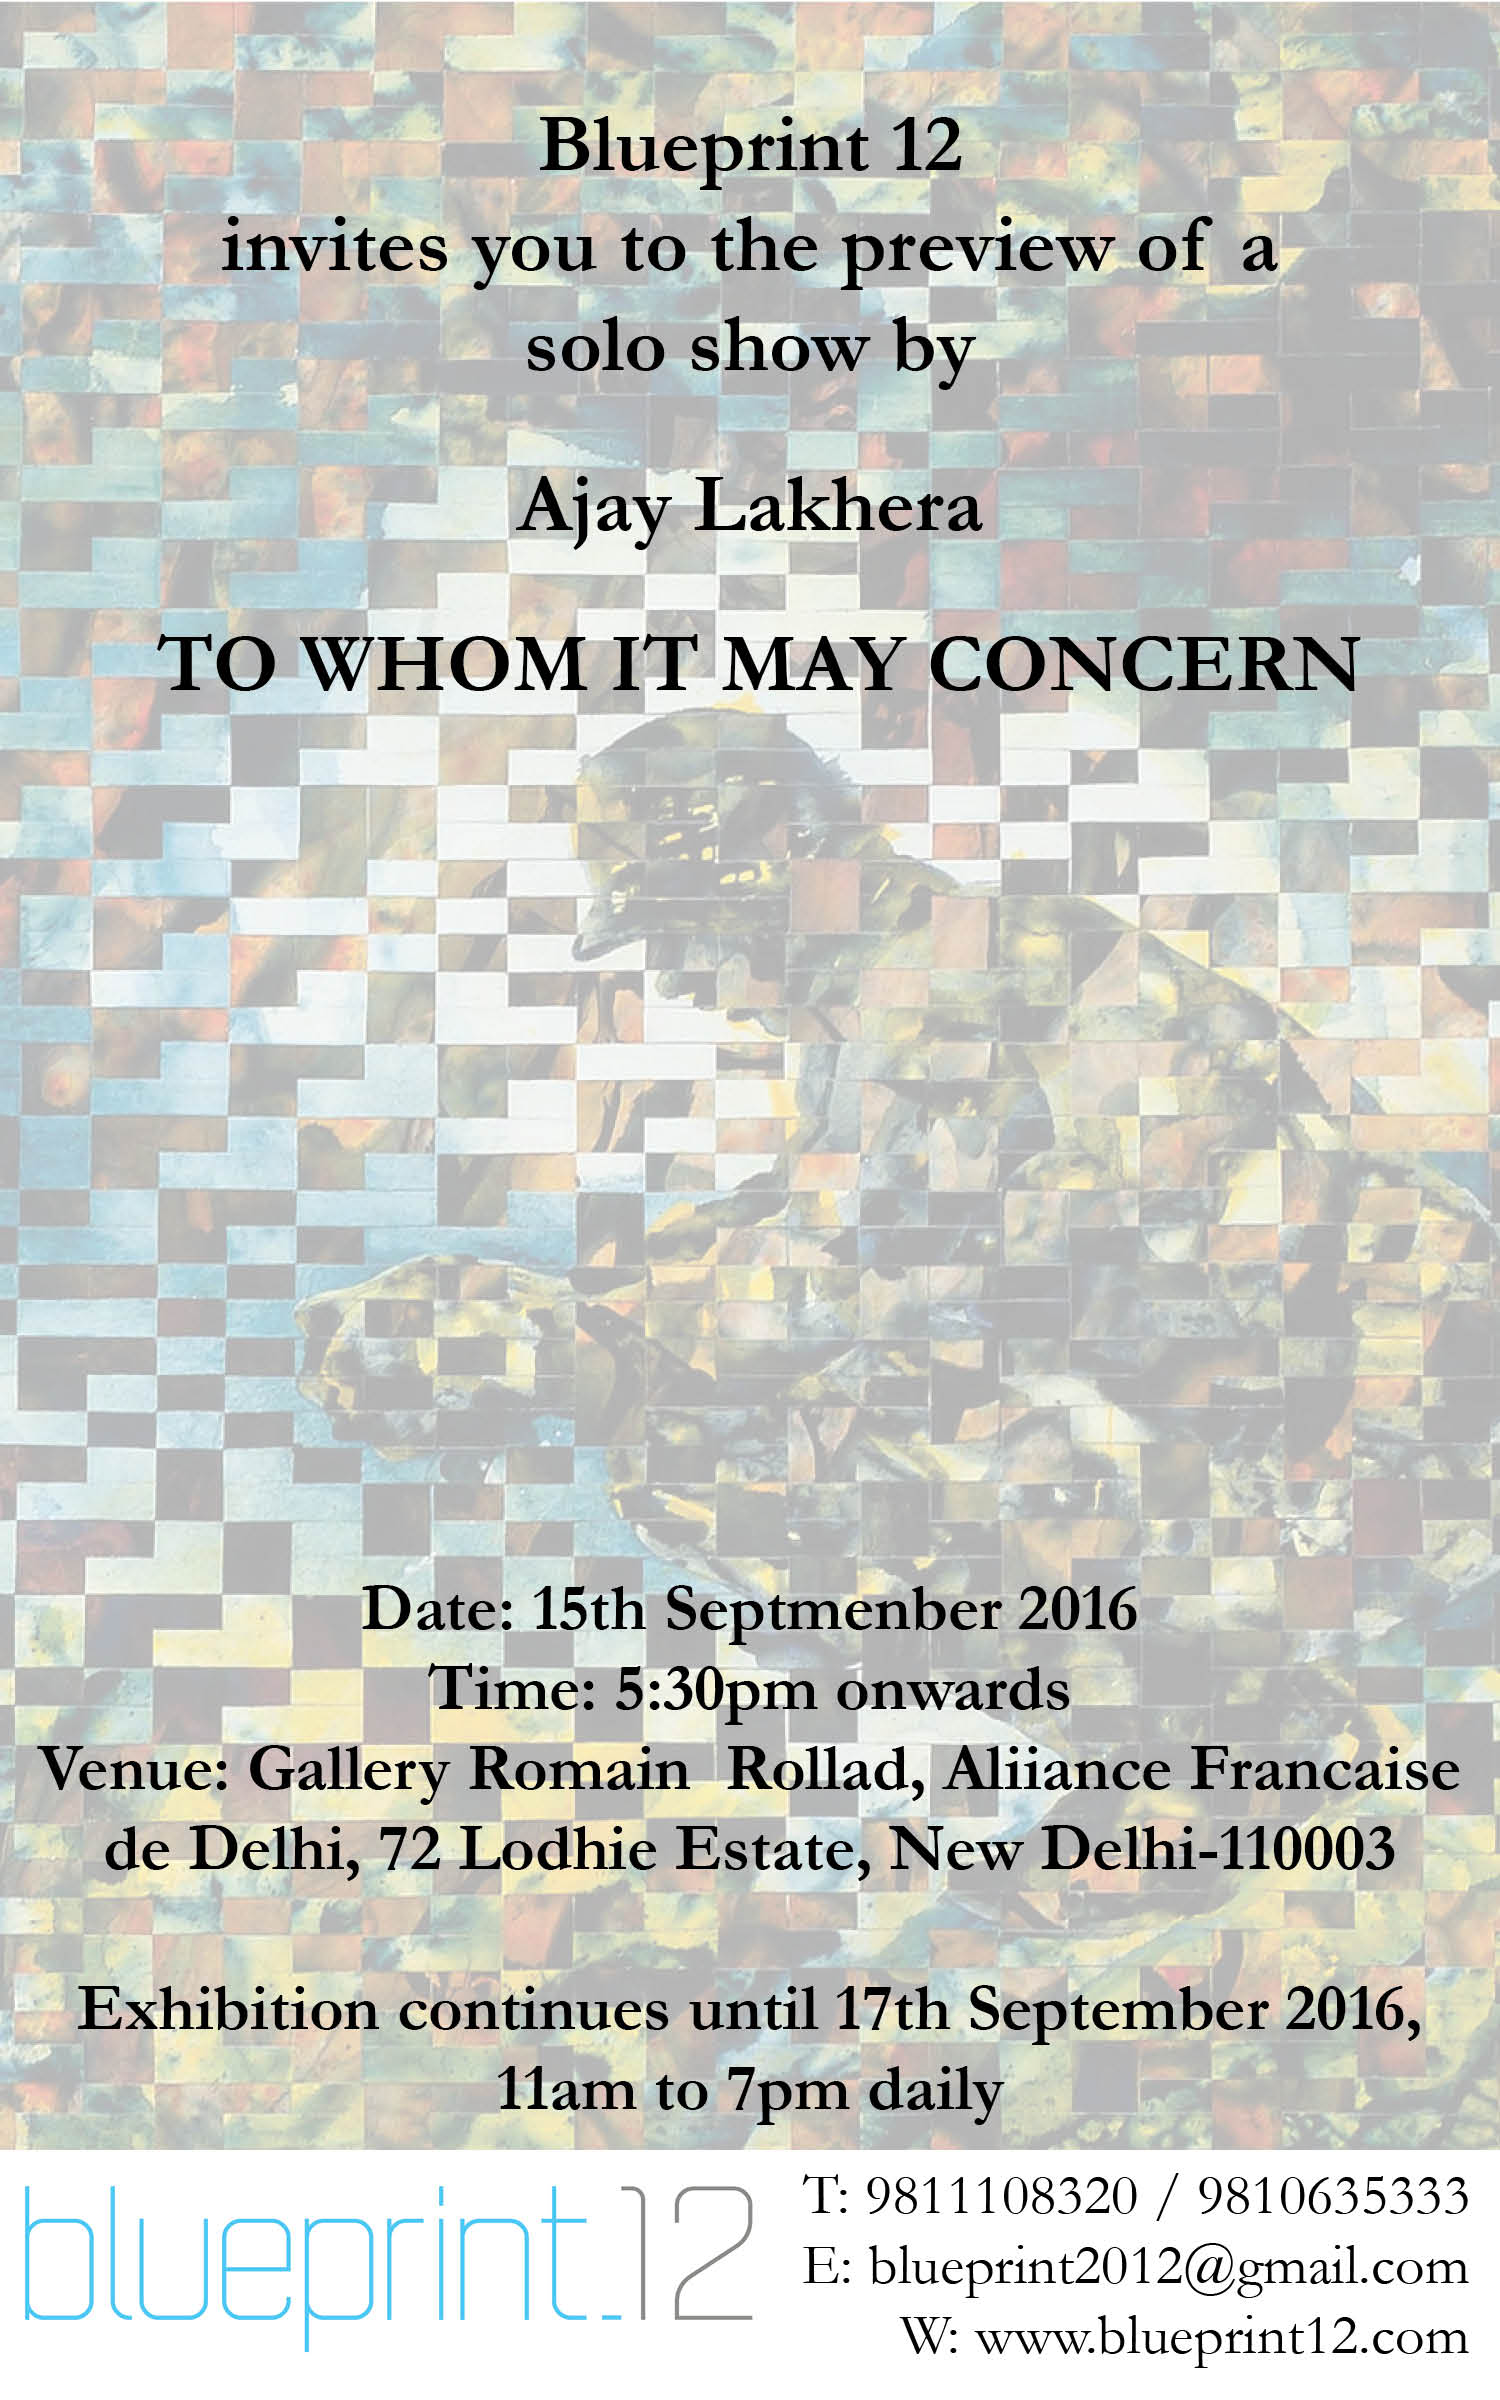 Blueprint 12
invites you to the preview of a
solo show by
Ajay Lakhera
TO WHOM IT MAY CONCERN
Date: 15th Septmenber 2016
Time: 5:30pm onwards
Venue: Gallery Romain Rollad, Aliiance Francaise
de Delhi, 72 Lodhie Estate, New Delhi-110003
Exhibition continues until 17th September 2016,
11am to 7pm daily
blueprint.12
T: 9811108320 / 9810635333
E: blueprint2012@gmail.com
W: www.blueprint12.com